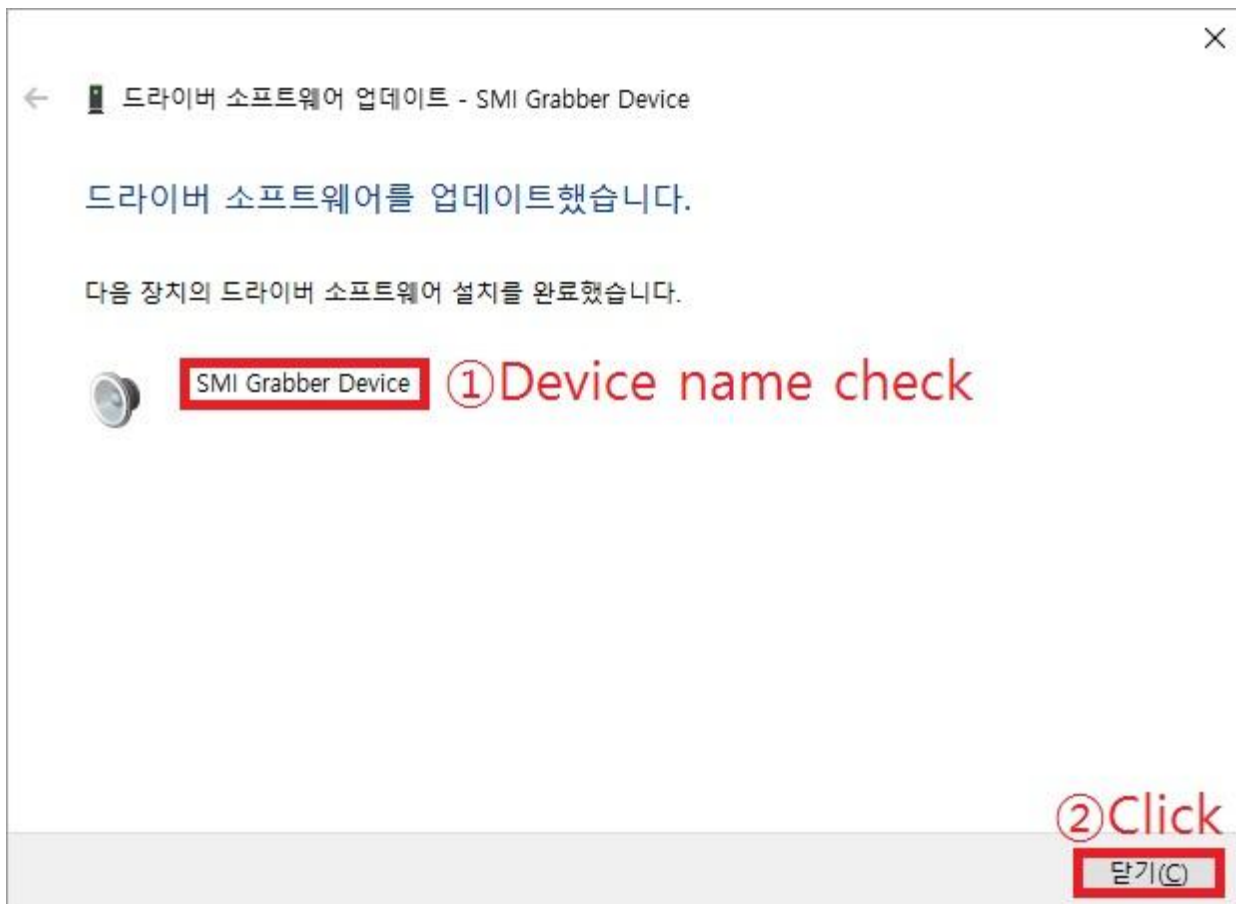 드라이버 소프트웨어 업데이트 - SMI Grabber Device
드라이버 소프트웨어를 업데이트했습니다.
다음 장치의 드라이버 소프트웨어 설치를 완료했습니다.
SMI Grabber Device ①Device name check
②Click
닫기(C)